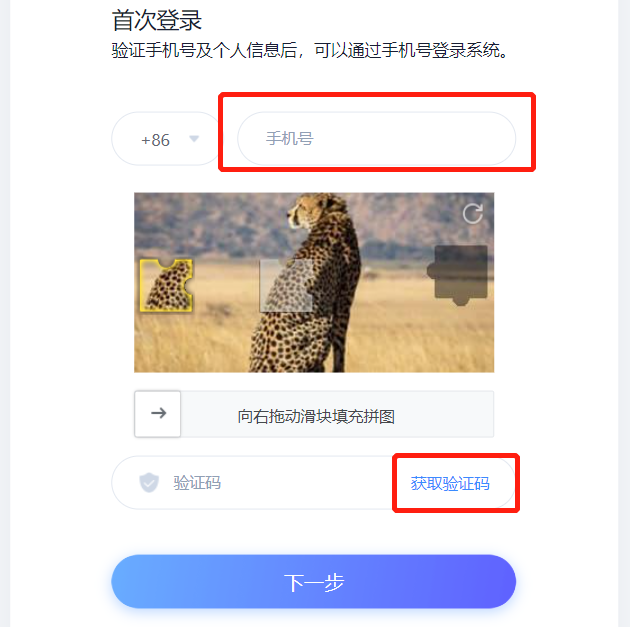 首次登录
验证手机号及个人信息后，可以通过手机号登录系统。
+86
手机号
向右拖动滑块填充拼图
验证码
获取验证码
下一步